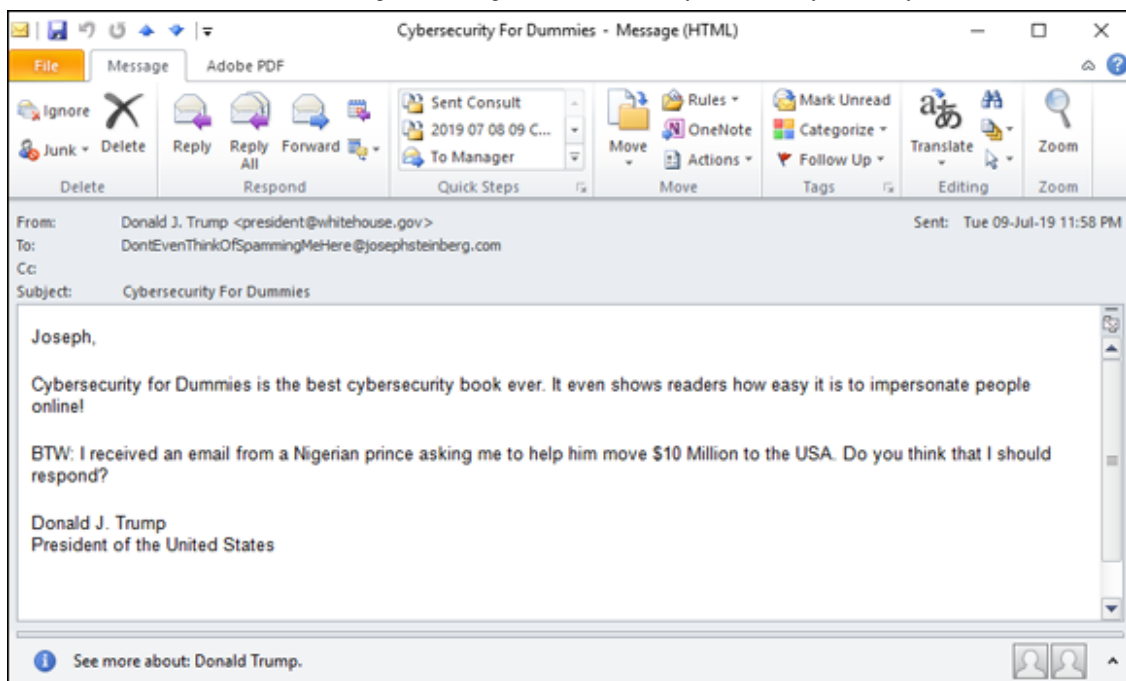 Cybersecurity For Dummies - Message (HTML)
File Message Adobe PDF
Ignore
Junk
Delete
Reply
Reply All
Forward
Sent Consult
2019 07 08 09 C...
To Manager
Move
Rules
OneNote
Actions
Mark Unread
Categorize
Follow Up
Translate
Zoom
Delete Respond Quick Steps Move Tags Editing Zoom
From: Donald J. Trump <president@whitehouse.gov> Sent: Tue 09-Jul-19 11:58 PM
To: DontEvenThinkOfSpammingMeHere@josephsteinberg.com
Cc:
Subject: Cybersecurity For Dummies
Joseph,
Cybersecurity for Dummies is the best cybersecurity book ever. It even shows readers how easy it is to impersonate people
online!
BTW: I received an email from a Nigerian prince asking me to help him move $10 Million to the USA. Do you think that I should
respond?
Donald J. Trump
President of the United States
See more about: Donald Trump.